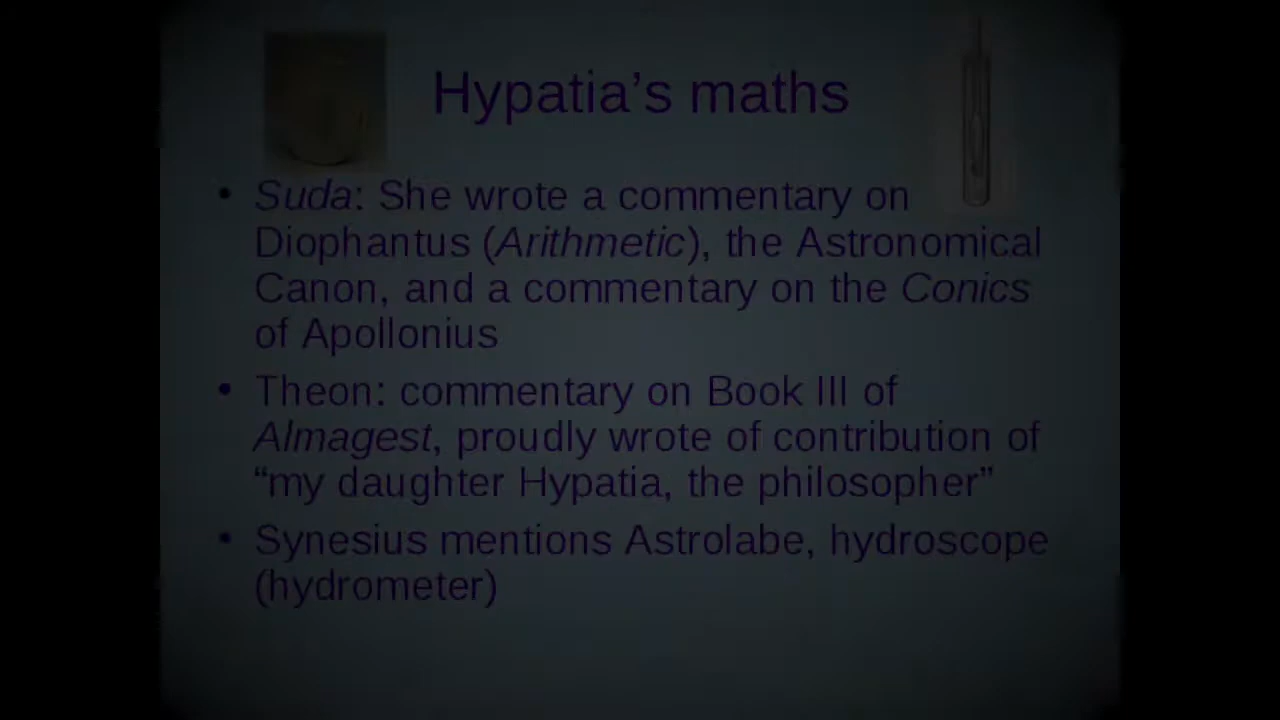 Hypatia’s maths
• Suda: She wrote a commentary on
Diophantus (Arithmetic), the Astronomical
Canon, and a commentary on the Conics
of Apollonius
• Theon: commentary on Book III of
Almagest, proudly wrote of contribution of
“my daughter Hypatia, the philosopher”
• Synesius mentions Astrolabe, hydroscope
(hydrometer)